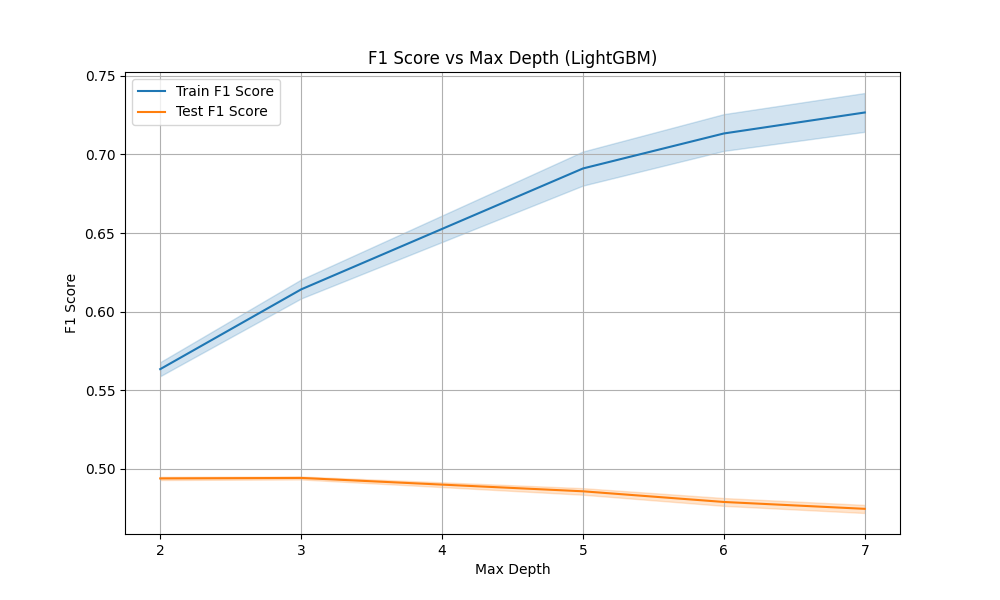 F1 Score vs Max Depth (LightGBM)
Train F1 Score
Test F1 Score
F1 Score
0.75
0.70
0.65
0.60
0.55
0.50
2 3 4 5 6 7
Max Depth